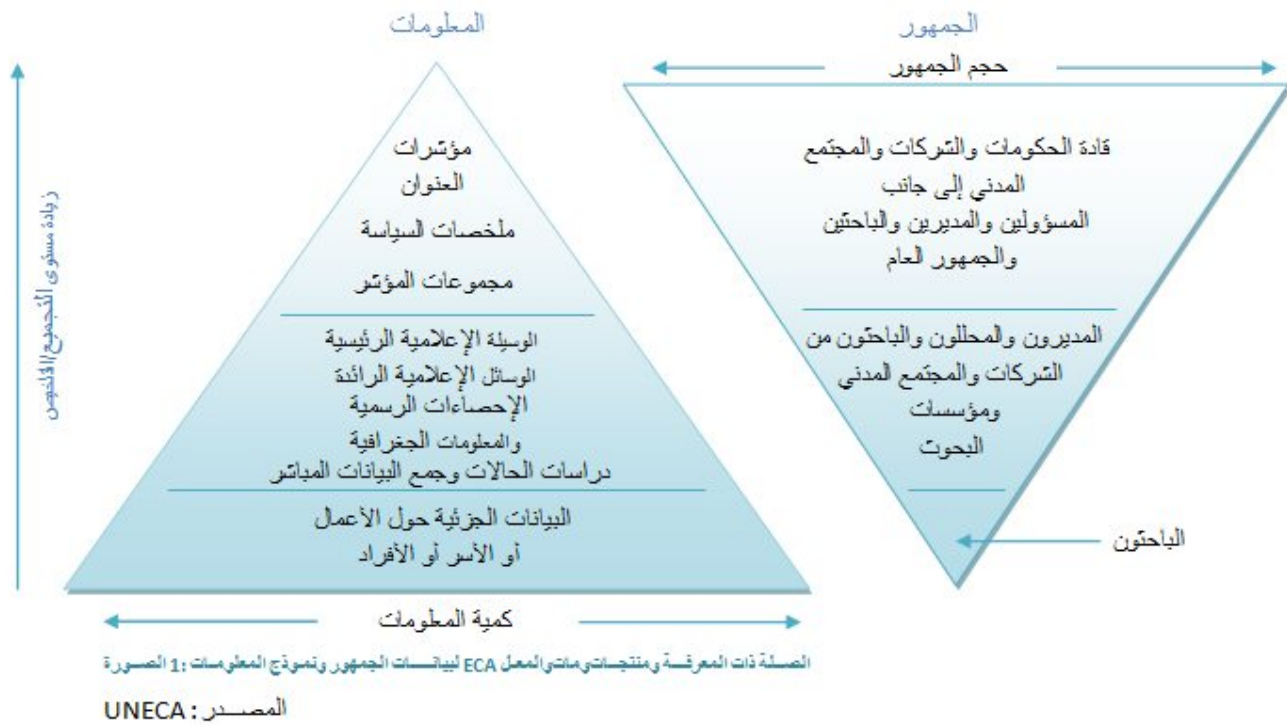 المعلومات
الجمهور
حجم الجمهور
زيادة مستوى التجميع/التلخيص
مؤشرات
العنوان
ملخصات السياسة
مجموعات المؤشر
الوسيلة الإعلامية الرئيسية
الوسائل الإعلامية الرائدة
الإحصاءات الرسمية
والمعلومات الجغرافية
دراسات الحالات وجمع البيانات المباشر
البيانات الجزئية حول الأعمال
أو الأسر أو الأفراد
كمية المعلومات
قادة الحكومات والشركات والمجتمع
المدني إلى جانب
المسؤولين والمديرين والباحثين
والجمهور العام
المديرون والمحللون والباحثون من
الشركات والمجتمع المدني
ومؤسسات
البحوث
الباحثون
الصلة ذات المعرفة ومنتجات ومات والمعل ECA لبيانات الجمهور ونموذج المعلومات :1 الصورة
المصدر : UNECA